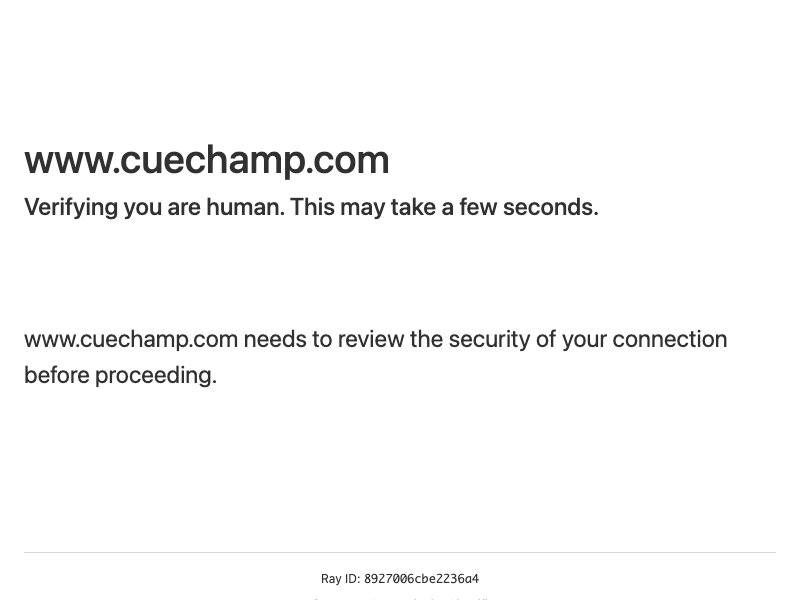 www.cuechamp.com
Verifying you are human. This may take a few seconds.
www.cuechamp.com needs to review the security of your connection
before proceeding.
Ray ID: 8927006cbe2236a4